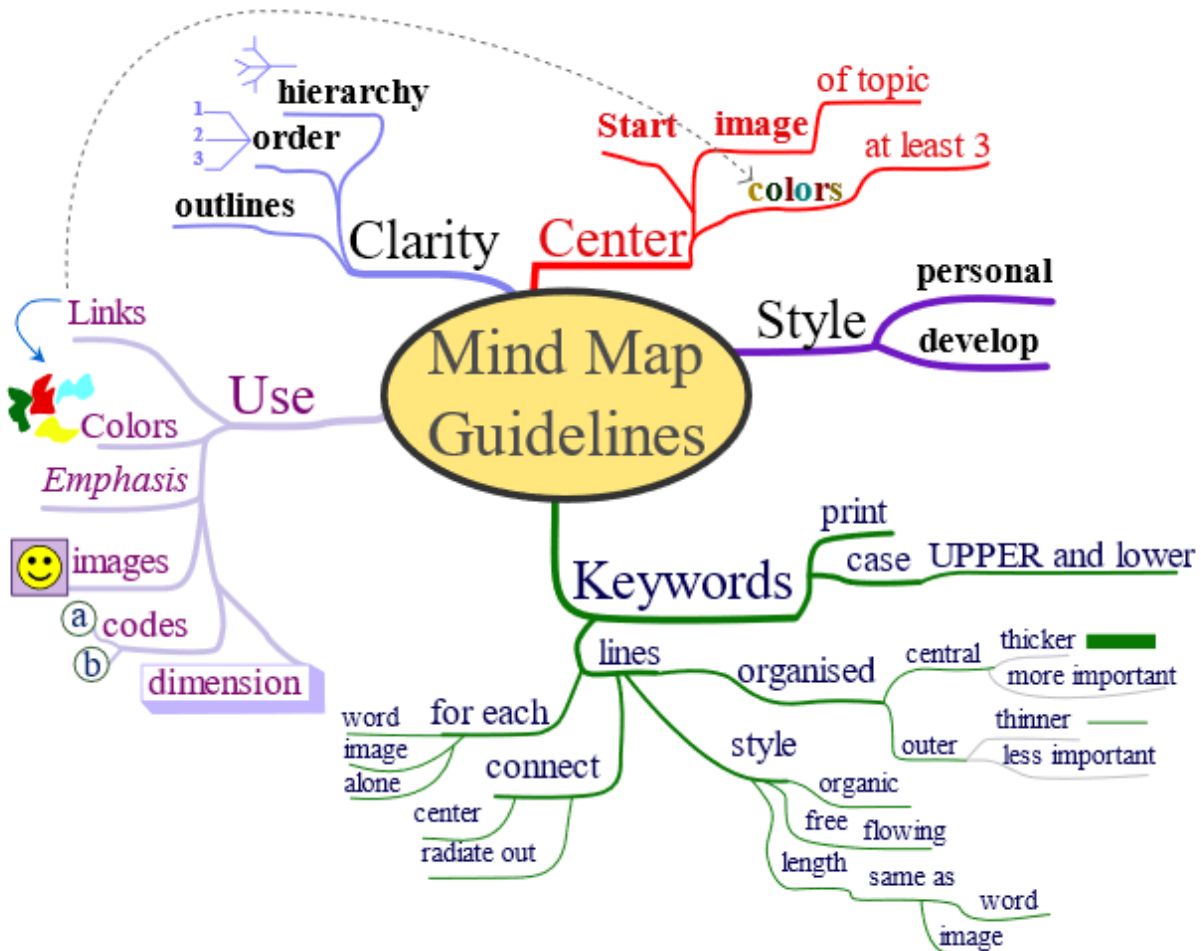 Mind Map
Guidelines
Clarity
hierarchy
order
1
2
3
outlines
Center
Start
image
of topic
colors
at least 3
Style
personal
develop
Keywords
print
case
UPPER and lower
lines
organised
central
thicker
more important
outer
thinner
less important
style
organic
free
flowing
length
same as
word
image
connect
center
radiate out
for each
word
image
alone
Use
Links
Colors
Emphasis
images
codes
a
b
dimension